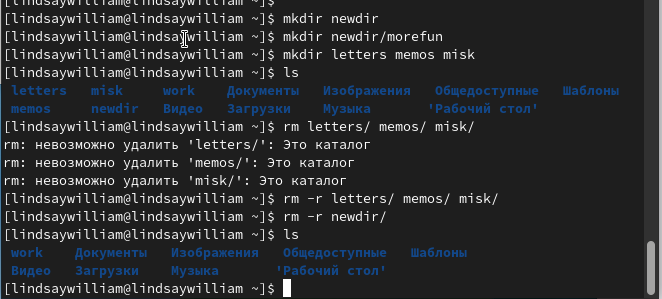 [lindsaywilliam@lindsaywilliam ~]$ mkdir newdir
[lindsaywilliam@lindsaywilliam ~]$ mkdir newdir/morefun
[lindsaywilliam@lindsaywilliam ~]$ mkdir letters memos misk
[lindsaywilliam@lindsaywilliam ~]$ ls
letters misk work Документы Изображения Общедоступные Шаблоны
memos newdir Видео Загрузки Музыка 'Рабочий стол'
[lindsaywilliam@lindsaywilliam ~]$ rm letters/ memos/ misk/
rm: невозможно удалить 'letters/': Это каталог
rm: невозможно удалить 'memos/': Это каталог
rm: невозможно удалить 'misk/': Это каталог
[lindsaywilliam@lindsaywilliam ~]$ rm -r letters/ memos/ misk/
[lindsaywilliam@lindsaywilliam ~]$ rm -r newdir/
[lindsaywilliam@lindsaywilliam ~]$ ls
work Документы Изображения Общедоступные Шаблоны
Видео Загрузки Музыка 'Рабочий стол'
[lindsaywilliam@lindsaywilliam ~]$